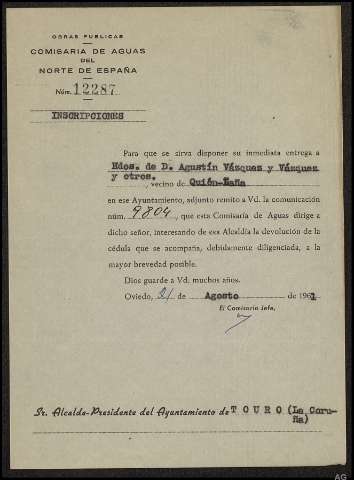 OBRAS PUBLICAS
COMISARIA DE AGUAS
DEL
NORTE DE ESPAÑA
Núm. 12287
INSCRIPCIONES
Para que se sirva disponer su inmediata entrega a
Hdos. de D. Agustín Vázquez y Vázquez
y otros.
, vecino de Quión-Eaña
en ese Ayuntamiento, adjunto remito a Vd. la comunicación
núm. 9804, que esta Comisaría de Aguas dirige a
dicho señor, interesando de esa Alcaldía la devolución de la
cédula que se acompaña, debidamente diligenciada, a la
mayor brevedad posible.
Dios guarde a Vd. muchos años.
Oviedo, 21 de Agosto de 1961
El Comisario Jefe,
Sr. Alcalde-Presidente del Ayuntamiento de TOURO (La Coru-
ña)
AG